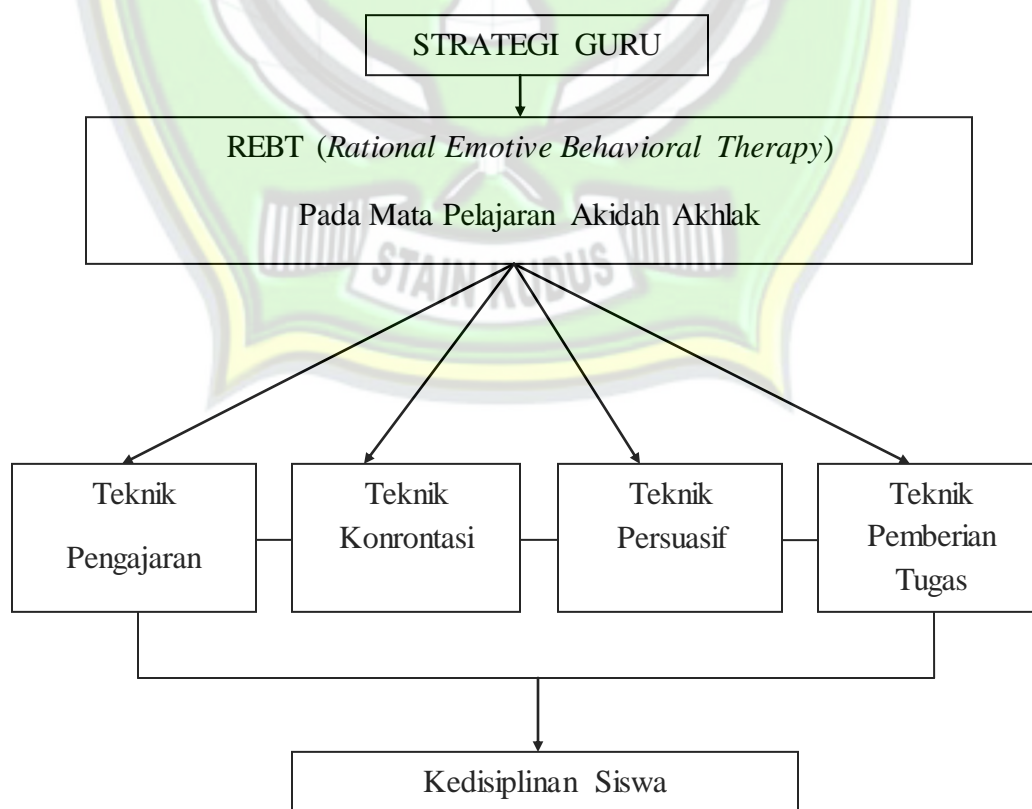 STRATEGI GURU
REBT (Rational Emotive Behavioral Therapy)
Pada Mata Pelajaran Akidah Akhlak
STAIN KUDUS
Teknik
Pengajaran
Teknik
Konrontasi
Teknik
Persuasif
Teknik
Pemberian
Tugas
Kedisiplinan Siswa